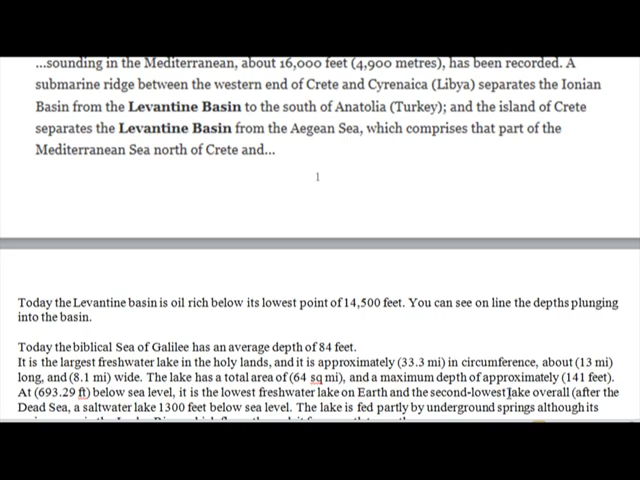 ...sounding in the Mediterranean, about 16,000 feet (4,900 metres), has been recorded. A
submarine ridge between the western end of Crete and Cyrenaica (Libya) separates the Ionian
Basin from the Levantine Basin to the south of Anatolia (Turkey); and the island of Crete
separates the Levantine Basin from the Aegean Sea, which comprises that part of the
Mediterranean Sea north of Crete and...
1
Today the Levantine basin is oil rich below its lowest point of 14,500 feet. You can see on line the depths plunging
into the basin.
Today the biblical Sea of Galilee has an average depth of 84 feet.
It is the largest freshwater lake in the holy lands, and it is approximately (33.3 mi) in circumference, about (13 mi)
long, and (8.1 mi) wide. The lake has a total area of (64 sq mi), and a maximum depth of approximately (141 feet).
At (693.29 ft) below sea level, it is the lowest freshwater lake on Earth and the second-lowest lake overall (after the
Dead Sea, a saltwater lake 1300 feet below sea level. The lake is fed partly by underground springs although its